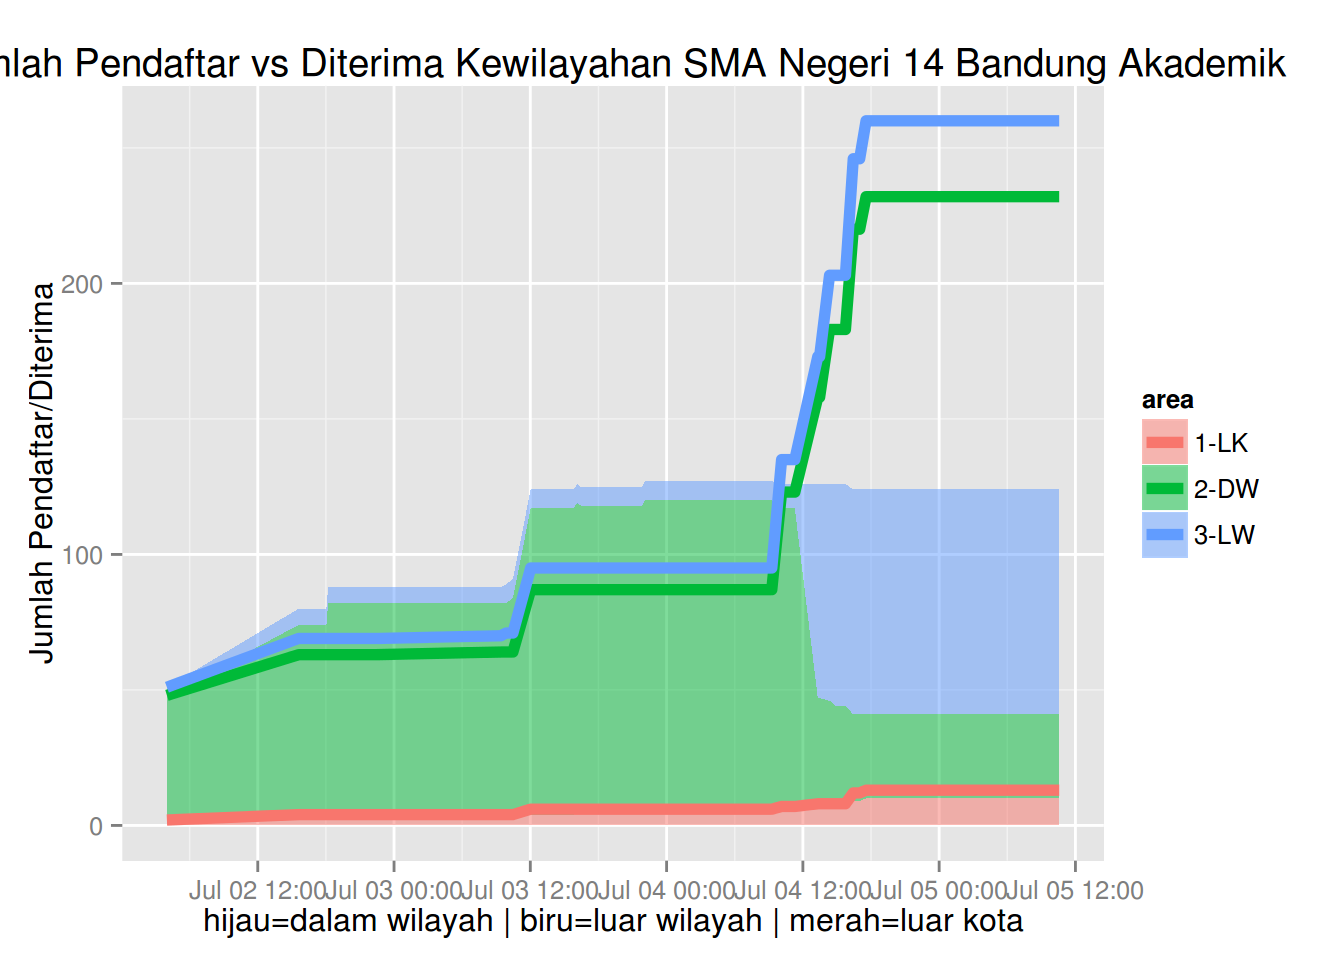 Pendaftar vs Diterima Kewilayahan SMA Negeri 14 Bandung Akademik
Jumlah Pendaftar/Diterima
200
100
0
Jul 02 12:00
Jul 03 00:00
Jul 03 12:00
Jul 04 00:00
Jul 04 12:00
Jul 05 00:00
Jul 05 12:00
hijau=dalam wilayah | biru=luar wilayah | merah=luar kota
area
1-LK
2-DW
3-LW